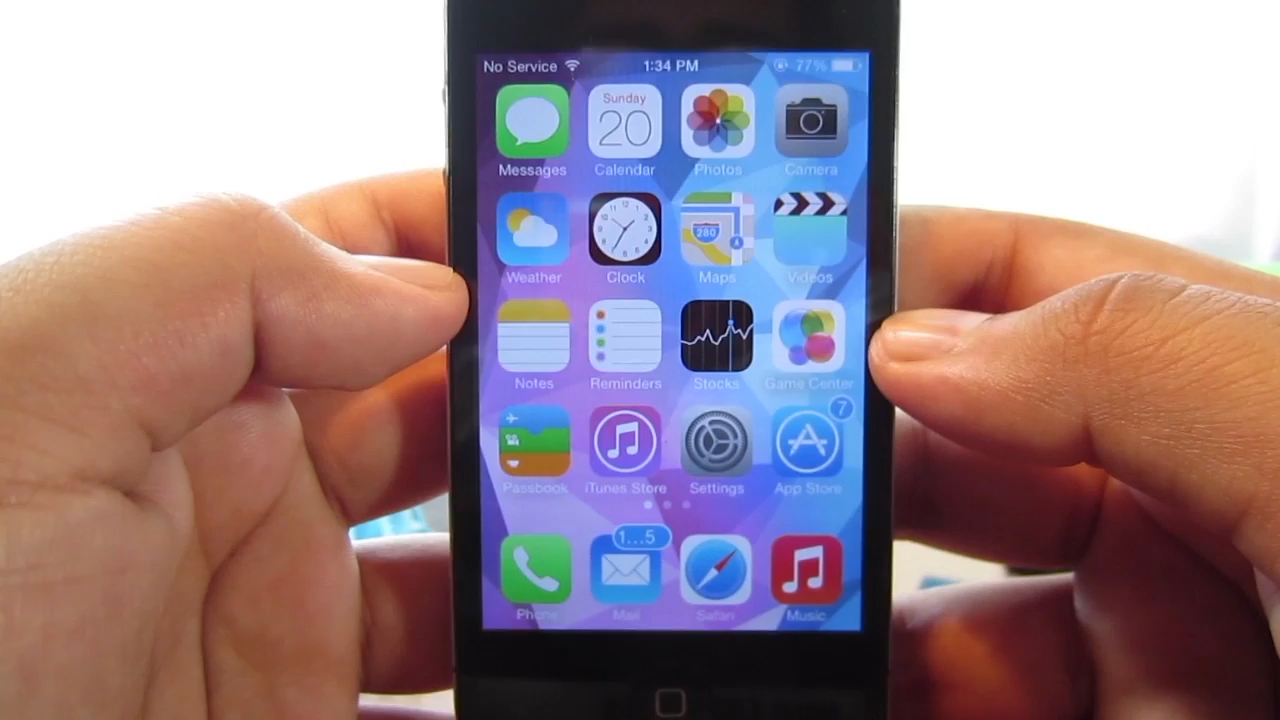 No Service 1:34 PM 77%
Sunday 7
20
Messages Calendar Photos Camera
280
Weather Clock Maps Videos
Notes Reminders Stocks Game Center
7
Passbook iTunes Store Settings App Store
1...5
Phone Mail Safari Music